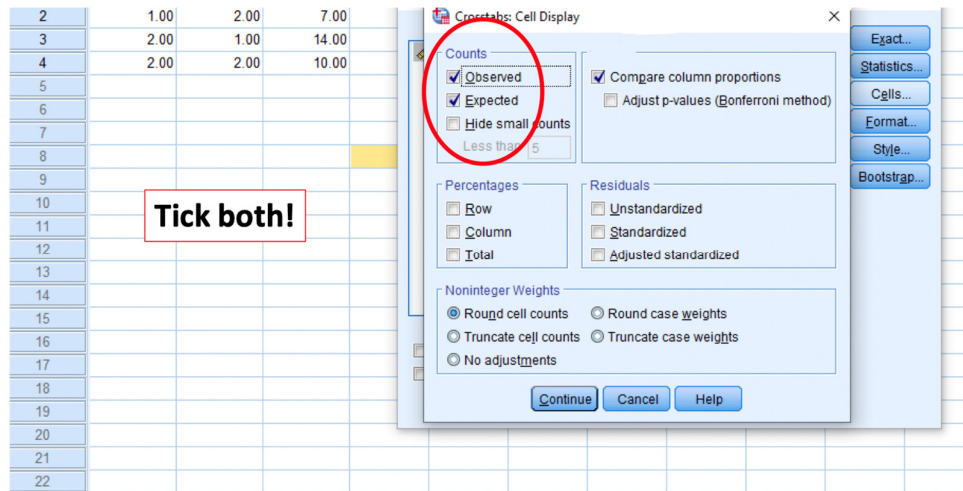 2 1.00 2.00 7.00
3 2.00 1.00 14.00
4 2.00 2.00 10.00
5
6
7
8
9
10
11
12
13
14
15
16
17
18
19
20
21
22
Tick both!
Crosstabs: Cell Display
Counts
Observed
Expected
Hide small counts
Less than 5
Compare column proportions
Adjust p-values (Bonferroni method)
Percentages
Row
Column
Total
Residuals
Unstandardized
Standardized
Adjusted standardized
Noninteger Weights
Round cell counts Round case weights
Truncate cell counts Truncate case weights
No adjustments
Continue Cancel Help
Exact...
Statistics...
Cells...
Format...
Style...
Bootstrap...